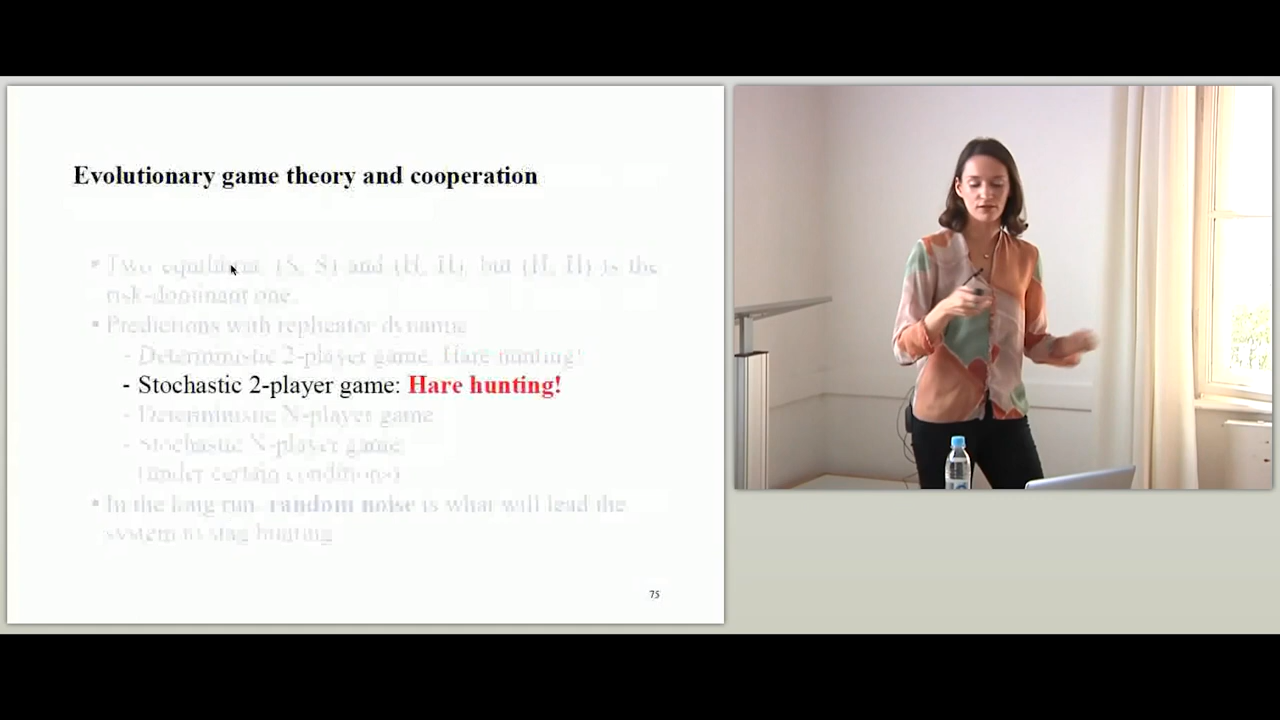 Evolutionary game theory and cooperation
▪ Two equilibria, (S, S) and (H, H), but (H, H) is the
risk-dominant one.
▪ Predictions with replicator dynamic
- Deterministic 2-player game: Hare hunting!
- Stochastic 2-player game: Hare hunting!
- Deterministic N-player game
- Stochastic N-player game
(under certain conditions)
▪ In the long run, random noise is what will lead the
system to stag hunting
75